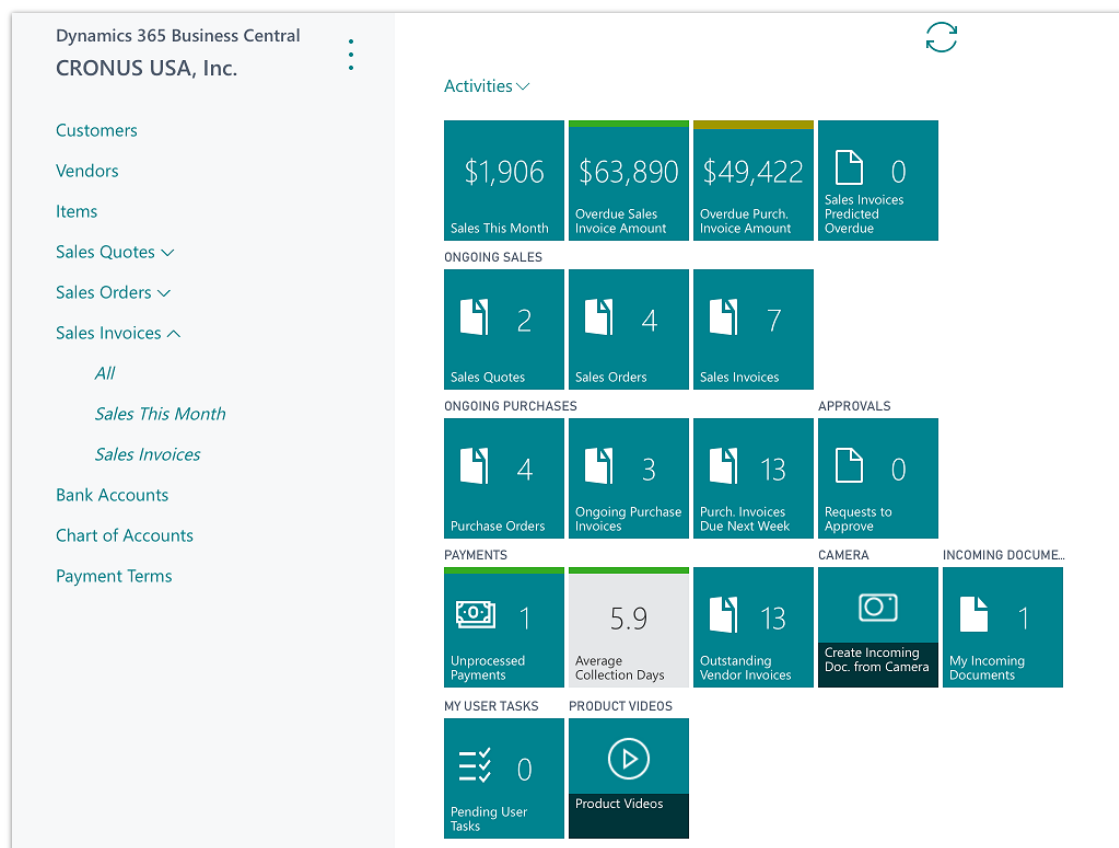 Dynamics 365 Business Central
CRONUS USA, Inc.
Customers
Vendors
Items
Sales Quotes
Sales Orders
Sales Invoices
All
Sales This Month
Sales Invoices
Bank Accounts
Chart of Accounts
Payment Terms
Activities
$1,906
Sales This Month
$63,890
Overdue Sales
Invoice Amount
$49,422
Overdue Purch.
Invoice Amount
0
Sales Invoices
Predicted
Overdue
ONGOING SALES
2
Sales Quotes
4
Sales Orders
7
Sales Invoices
ONGOING PURCHASES
4
Purchase Orders
3
Ongoing Purchase
Invoices
13
Purch. Invoices
Due Next Week
APPROVALS
0
Requests to
Approve
PAYMENTS
1
Unprocessed
Payments
5.9
Average
Collection Days
13
Outstanding
Vendor Invoices
CAMERA
Create Incoming
Doc. from Camera
INCOMING DOCUME...
1
My Incoming
Documents
MY USER TASKS
0
Pending User
Tasks
PRODUCT VIDEOS
Product Videos